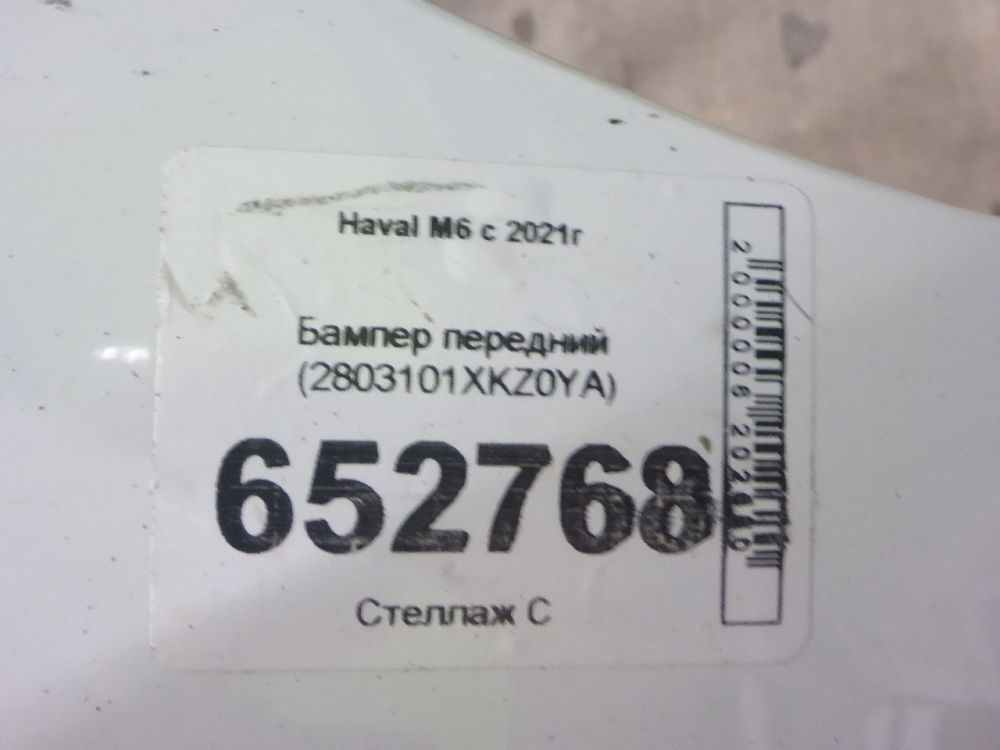 Haval M6 с 2021г
Бампер передний
(2803101XKZ0YA)
652768
Стеллаж С